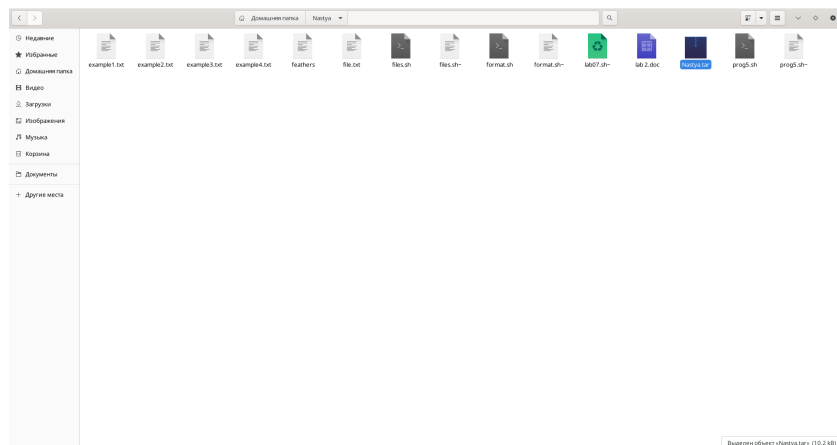 Домашняя папка Nastya
Недавние
Избранные
Домашняя папка
Видео
Загрузки
Изображения
Музыка
Корзина
Документы
Другие места
example1.txt example2.txt example3.txt example4.txt feathers file.txt files.sh files.sh~ format.sh format.sh~ lab07.sh~ lab 2.doc Nastya.tar prog5.sh prog5.sh~
Выделен объект «Nastya.tar» (10,2 kB)